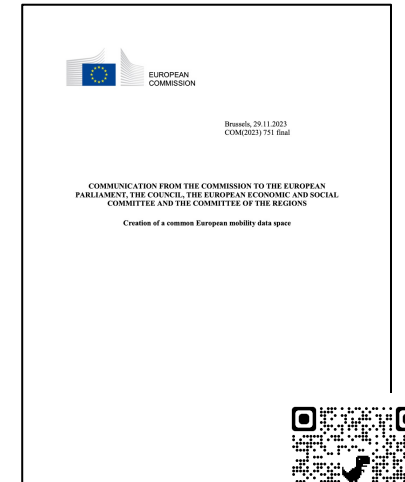 EUROPEAN
COMMISSION
Brussels, 29.11.2023
COM(2023) 751 final
COMMUNICATION FROM THE COMMISSION TO THE EUROPEAN
PARLIAMENT, THE COUNCIL, THE EUROPEAN ECONOMIC AND SOCIAL
COMMITTEE AND THE COMMITTEE OF THE REGIONS
Creation of a common European mobility data space